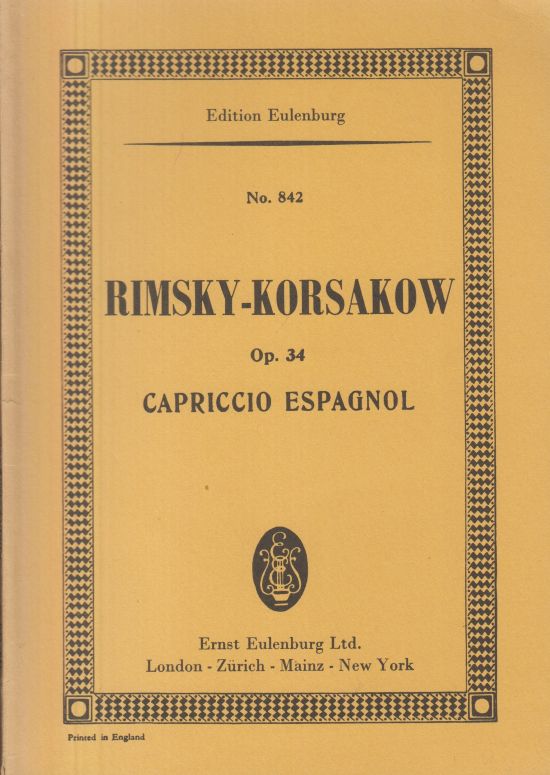 Edition Eulenburg
No. 842
RIMSKY-KORSAKOW
Op. 34
CAPRICCIO ESPAGNOL
Ernst Eulenburg Ltd.
London - Zürich - Mainz - New York
Printed in England